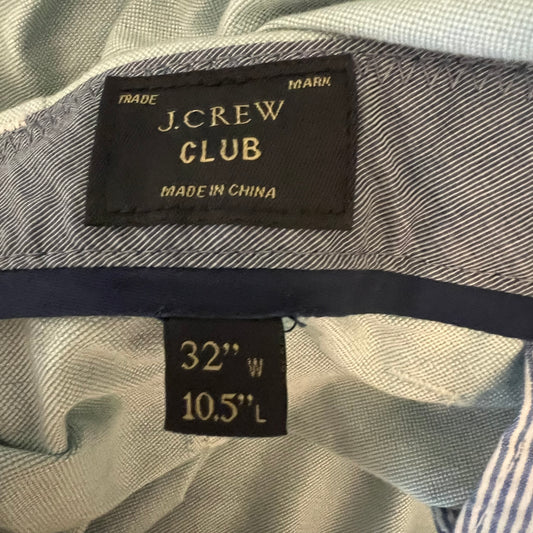 TRADE MARK
J.CREW
CLUB
MADE IN CHINA
32” W
10.5” L